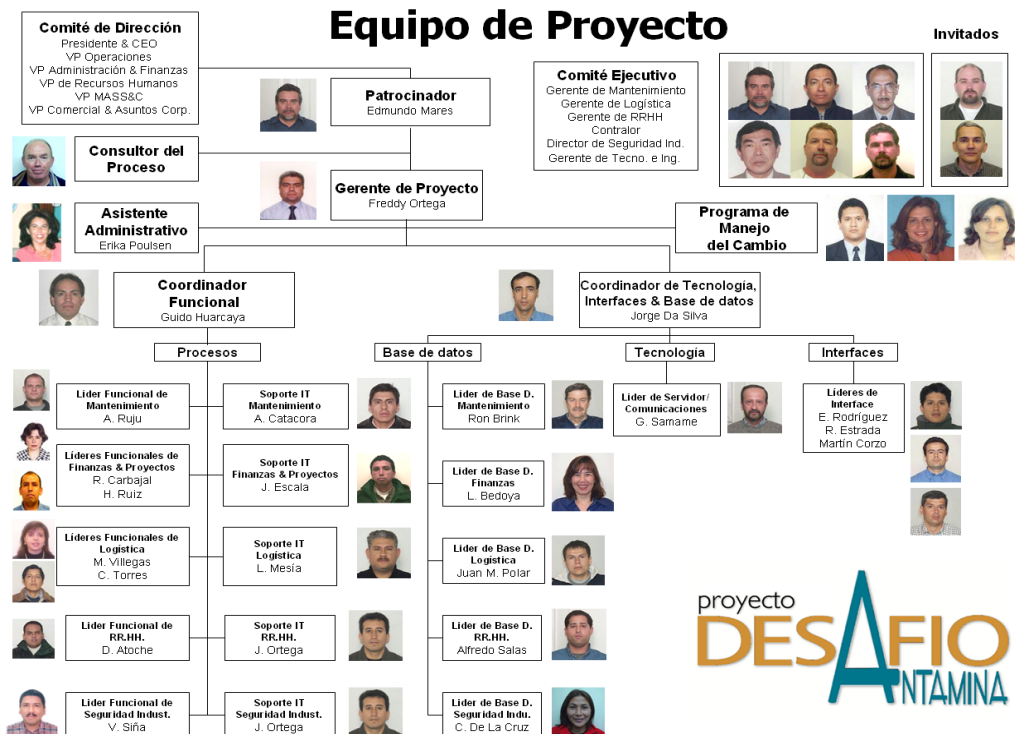 Equipo de Proyecto
Comité de Dirección
Presidente & CEO
VP Operaciones
VP Administración & Finanzas
VP de Recursos Humanos
VP MASS&C
VP Comercial & Asuntos Corp.
Patrocinador
Edmundo Mares
Comité Ejecutivo
Gerente de Mantenimiento
Gerente de Logística
Gerente de RRHH
Contralor
Director de Seguridad Ind.
Gerente de Tecno. e Ing.
Invitados
Consultor del
Proceso
Gerente de Proyecto
Freddy Ortega
Asistente
Administrativo
Erika Poulsen
Programa de
Manejo
del Cambio
Coordinador
Funcional
Guido Huarcaya
Coordinador de Tecnología,
Interfaces & Base de datos
Jorge Da Silva
Procesos
Base de datos
Tecnología
Interfaces
Lider Funcional de
Mantenimiento
A. Ruju
Soporte IT
Mantenimiento
A. Catacora
Lider de Base D.
Mantenimiento
Ron Brink
Lider de Servidor/
Comunicaciones
G. Samame
Líderes de
Interface
E. Rodríguez
R. Estrada
Martín Corzo
Líderes Funcionales de
Finanzas & Proyectos
R. Carbajal
H. Ruiz
Soporte IT
Finanzas & Proyectos
J. Escala
Lider de Base D.
Finanzas
L. Bedoya
Líderes Funcionales de
Logística
M. Villegas
C. Torres
Soporte IT
Logística
L. Mesía
Lider de Base D.
Logística
Juan M. Polar
Lider Funcional de
RR.HH.
D. Atoche
Soporte IT
RR.HH.
J. Ortega
Lider de Base D.
RR.HH.
Alfredo Salas
Lider Funcional de
Seguridad Indust.
V. Siña
Soporte IT
Seguridad Indust.
J. Ortega
Lider de Base D.
Seguridad Indu.
C. De La Cruz
proyecto
DESAFIO
ANTAMINA